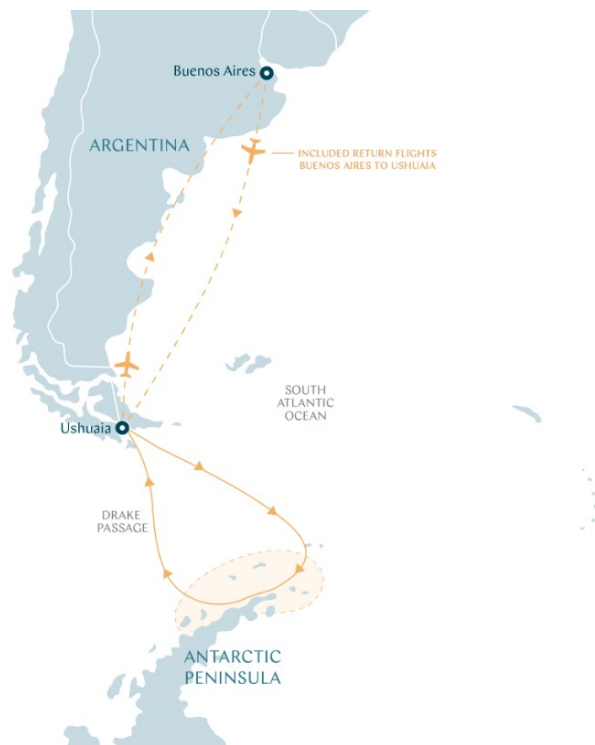 Buenos Aires
ARGENTINA
INCLUDED RETURN FLIGHTS
BUENOS AIRES TO USHUAIA
SOUTH
ATLANTIC
OCEAN
Ushuaia
DRAKE
PASSAGE
ANTARCTIC
PENINSULA